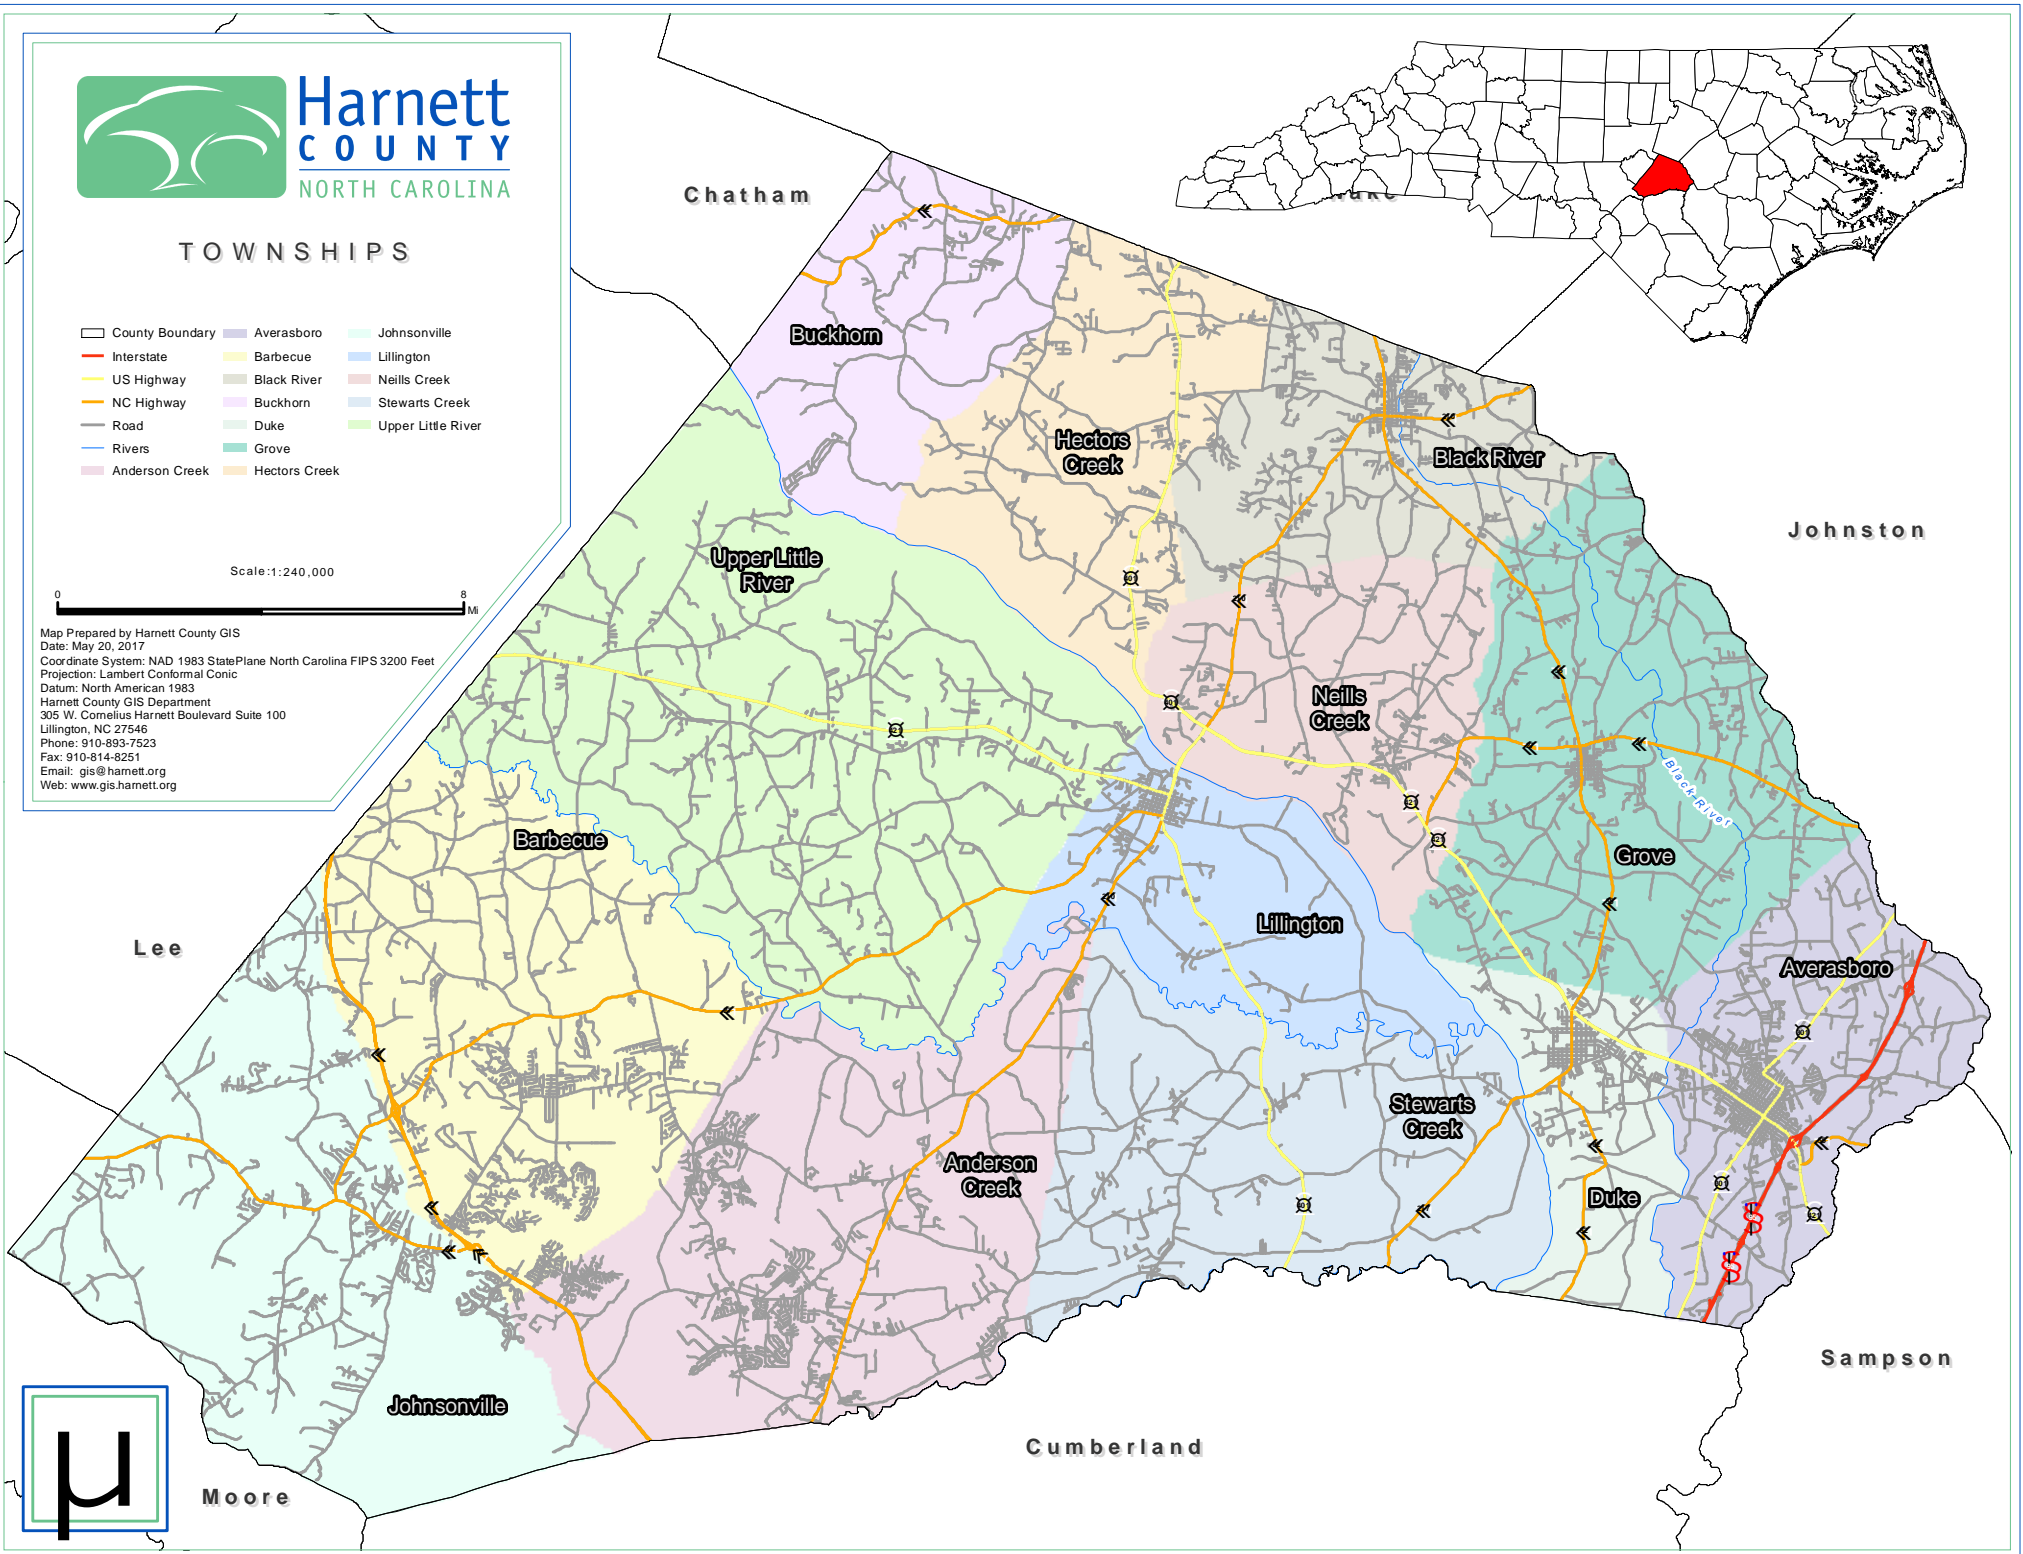 Harnett
COUNTY
NORTH CAROLINA
TOWNSHIPS
County Boundary
Interstate
US Highway
NC Highway
Road
Rivers
Anderson Creek
Averasboro
Barbecue
Black River
Buckhorn
Duke
Grove
Hectors Creek
Johnsonville
Lillington
Neills Creek
Stewarts Creek
Upper Little River
Scale:1:240,000
0 8
Mi
Map Prepared by Harnett County GIS
Date: May 20, 2017
Coordinate System: NAD 1983 StatePlane North Carolina FIPS 3200 Feet
Projection: Lambert Conformal Conic
Datum: North American 1983
Harnett County GIS Department
305 W. Cornelius Harnett Boulevard Suite 100
Lillington, NC 27546
Phone: 910-893-7523
Fax: 910-814-8251
Email: gis@harnett.org
Web: www.gis.harnett.org
Chatham
Wake
Buckhorn
Hectors
Creek
Black River
Johnston
Upper Little
River
Neills
Creek
Black River
Barbecue
Grove
Lee
Lillington
Averasboro
Stewarts
Creek
Anderson
Creek
Duke
Sampson
Johnsonville
Cumberland
Moore
μ